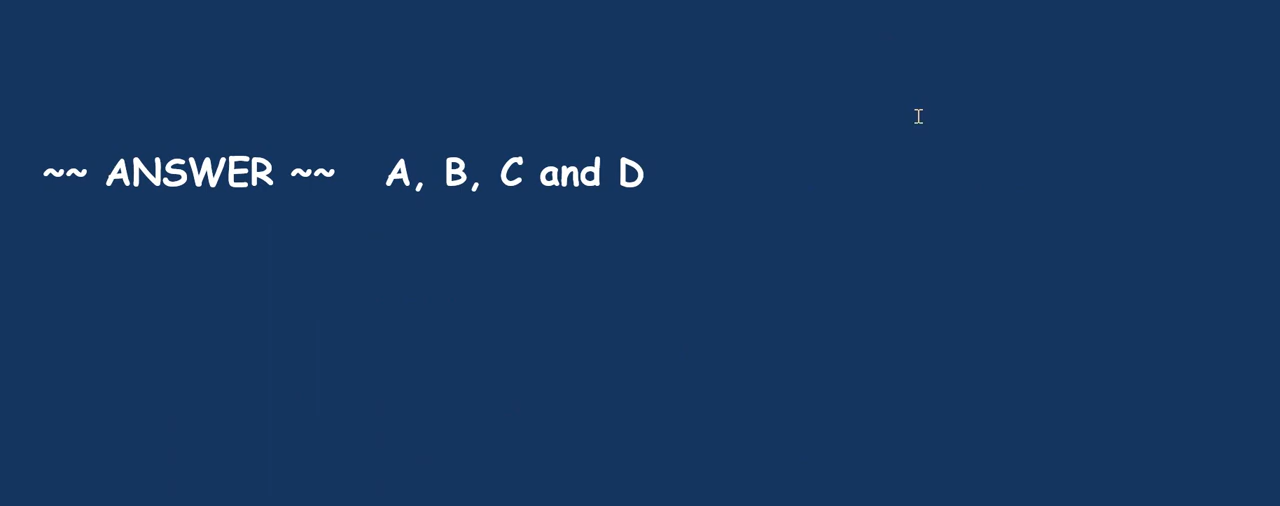 ~~ ANSWER ~~ A, B, C and D